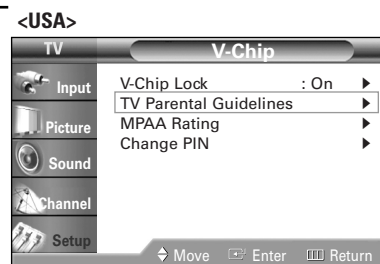 <USA>
TV
V-Chip
Input
Picture
Sound
Channel
Setup
V-Chip Lock : On
TV Parental Guidelines
MPAA Rating
Change PIN
Move Enter Return